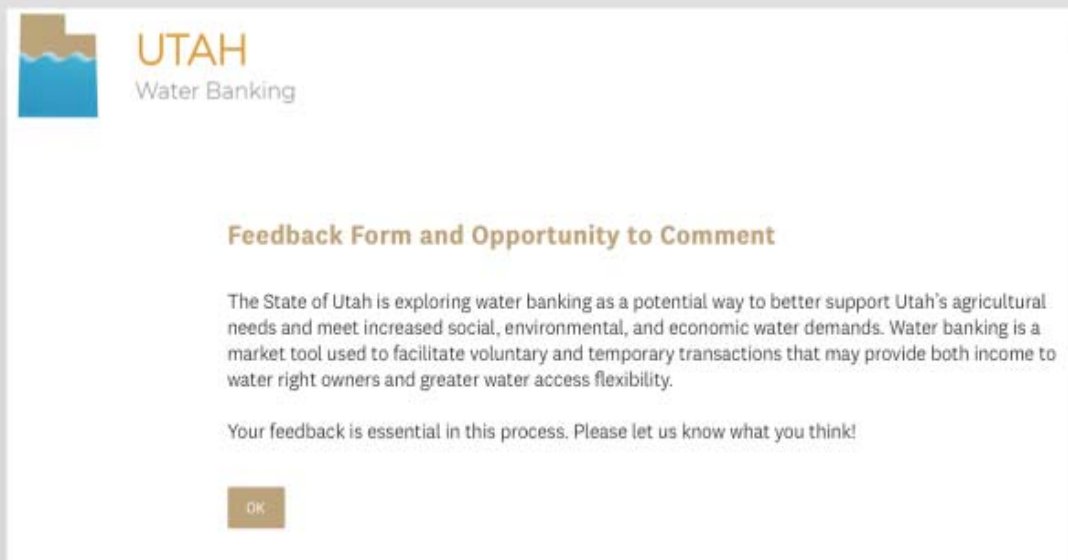 UTAH
Water Banking
Feedback Form and Opportunity to Comment
The State of Utah is exploring water banking as a potential way to better support Utah's agricultural
needs and meet increased social, environmental, and economic water demands. Water banking is a
market tool used to facilitate voluntary and temporary transactions that may provide both income to
water right owners and greater water access flexibility.
Your feedback is essential in this process. Please let us know what you think!
OK